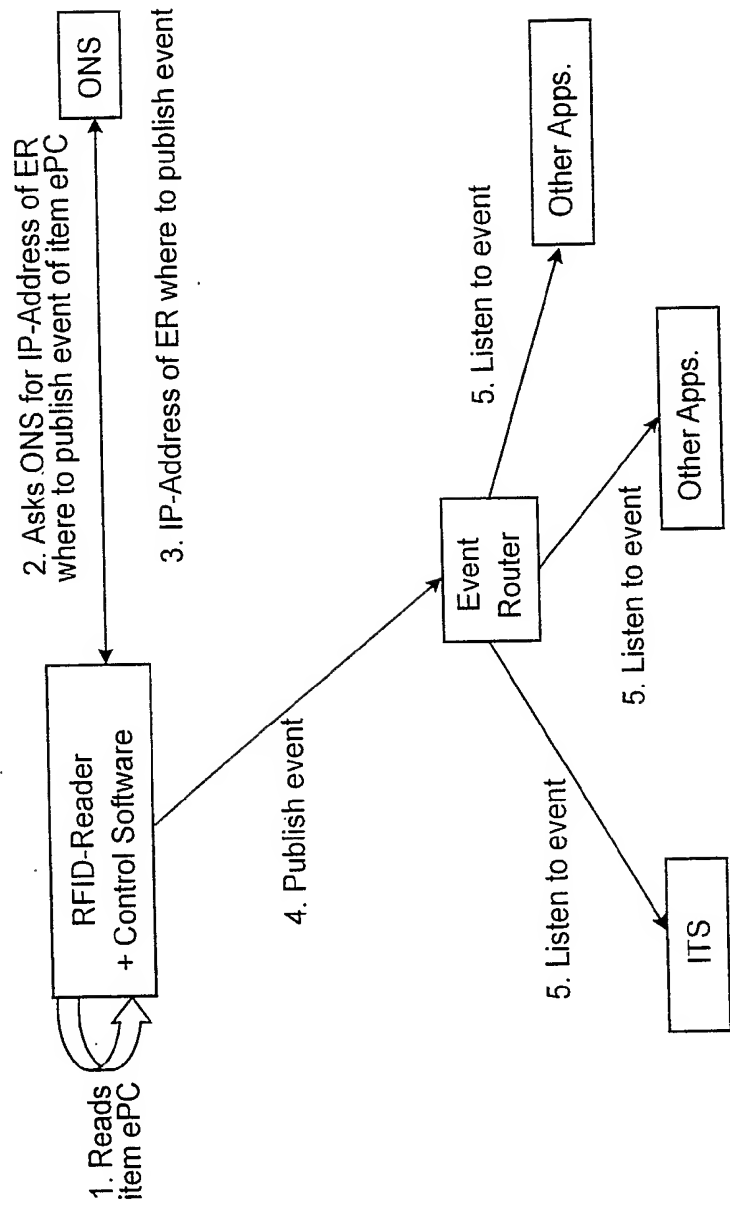 1. Reads
item ePC
RFID-Reader
+ Control Software
2. Asks ONS for IP-Address of ER
where to publish event of item ePC
ONS
3. IP-Address of ER where to publish event
4. Publish event
Event
Router
5. Listen to event
ITS
5. Listen to event
Other Apps.
5. Listen to event
Other Apps.